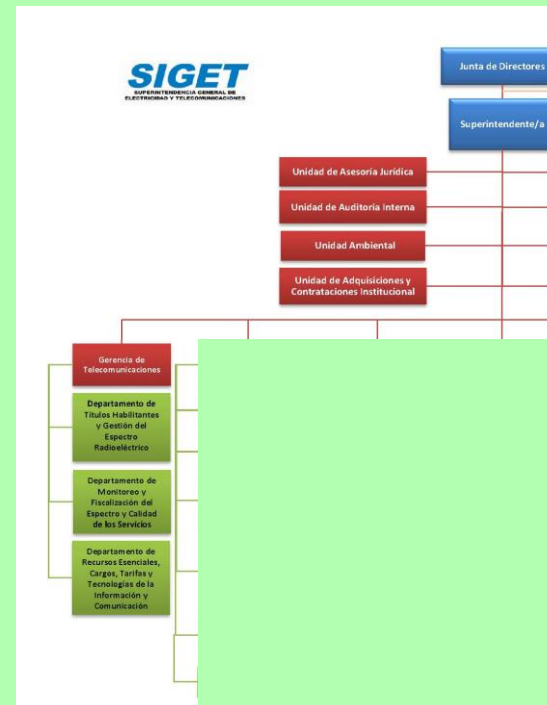 SIGET
SUPERINTENDENCIA GENERAL DE
ELECTRICIDAD Y TELECOMUNICACIONES
Junta de Directores
Superintendente/a
Unidad de Asesoría Jurídica
Unidad de Auditoria Interna
Unidad Ambiental
Unidad de Adquisiciones y
Contrataciones Institucional
Gerencia de
Telecomunicaciones
Departamento de
Títulos Habilitantes
y Gestión del
Espectro
Radioeléctrico
Departamento de
Monitoreo y
Fiscalización del
Espectro y Calidad
de los Servicios
Departamento de
Recursos Esenciales,
Cargos, Tarifas y
Tecnologías de la
Información y
Comunicación